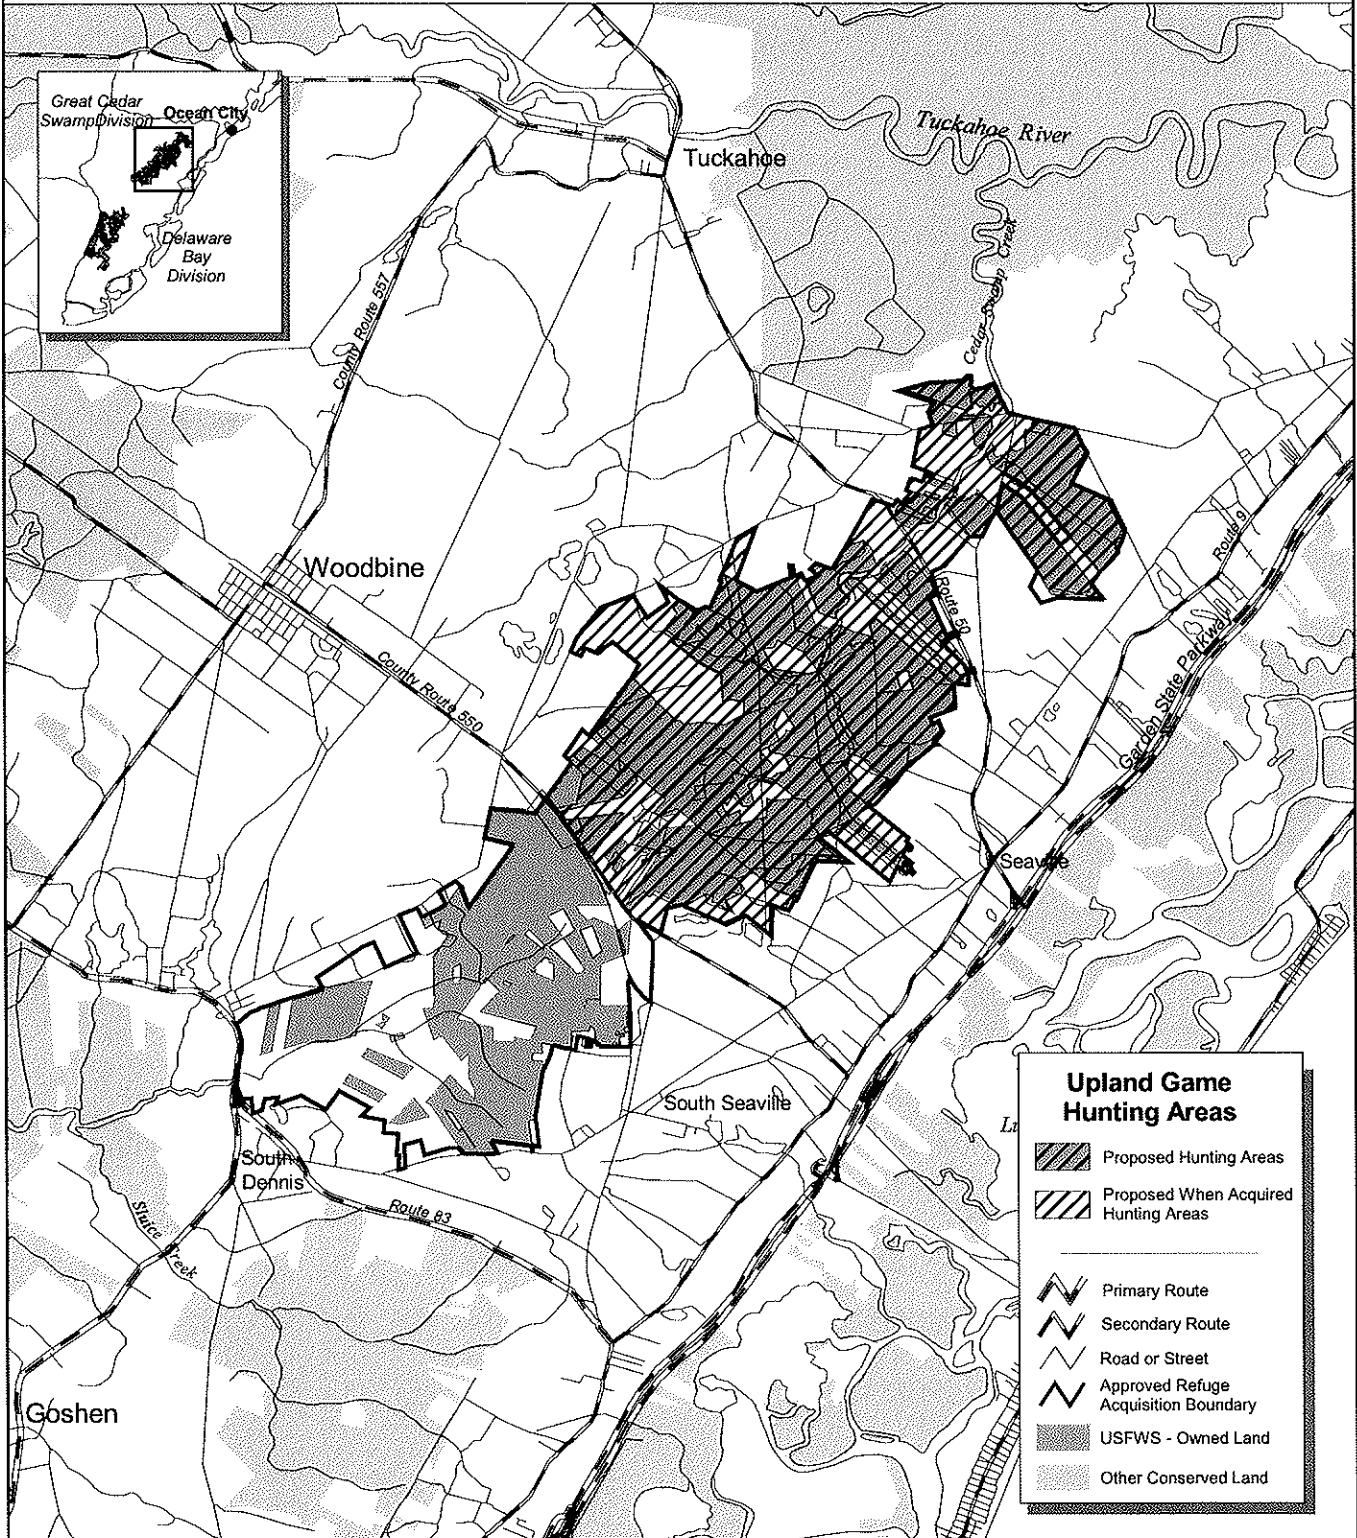 Great Cedar
SwampDivision
Ocean City
Delaware
Bay
Division
Tuckahoe River
Tuckahoe
Cedar Swamp Creek
County Route 557
Woodbine
Route 9
Route 50
County Route 550
Garden State Parkway
Seaville
South Seaville
South
Dennis
Route 83
Sluice Creek
Goshen
Upland Game
Hunting Areas
Proposed Hunting Areas
Proposed When Acquired
Hunting Areas
Primary Route
Secondary Route
Road or Street
Approved Refuge
Acquisition Boundary
USFWS - Owned Land
Other Conserved Land